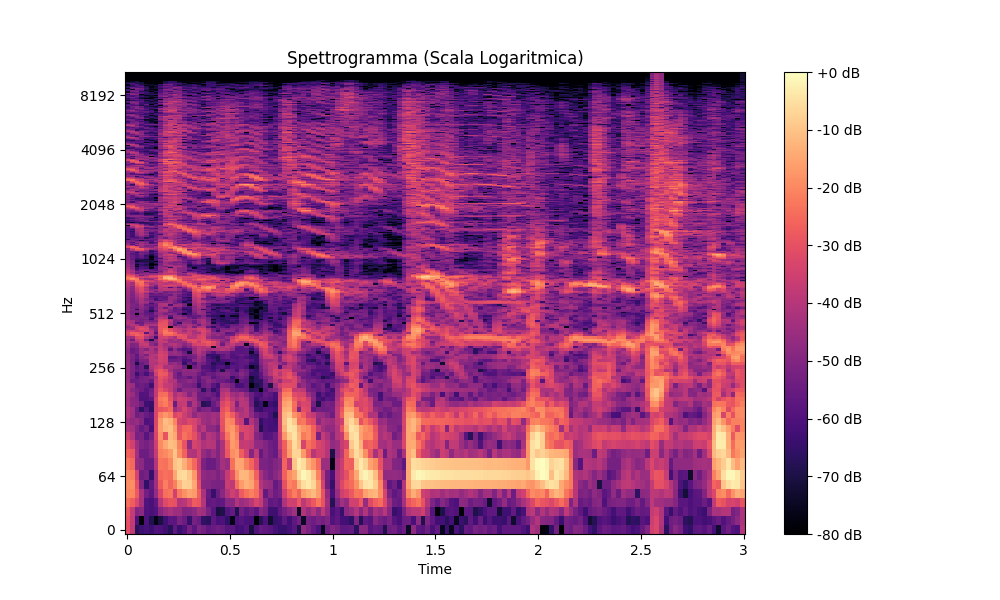 Spettrogramma (Scala Logaritmica)
Hz
8192
4096
2048
1024
512
256
128
64
0
0
0.5
1
1.5
2
2.5
3
Time
+0 dB
-10 dB
-20 dB
-30 dB
-40 dB
-50 dB
-60 dB
-70 dB
-80 dB